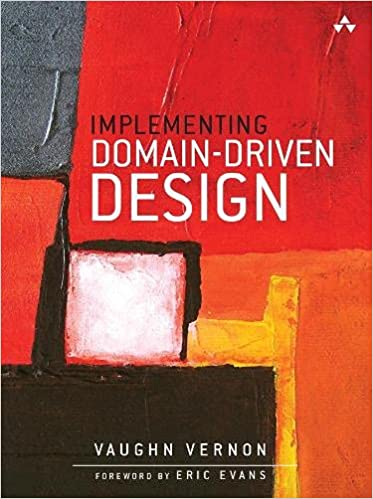 IMPLEMENTING
DOMAIN-DRIVEN
DESIGN
VAUGHN VERNON
FOREWORD BY ERIC EVANS